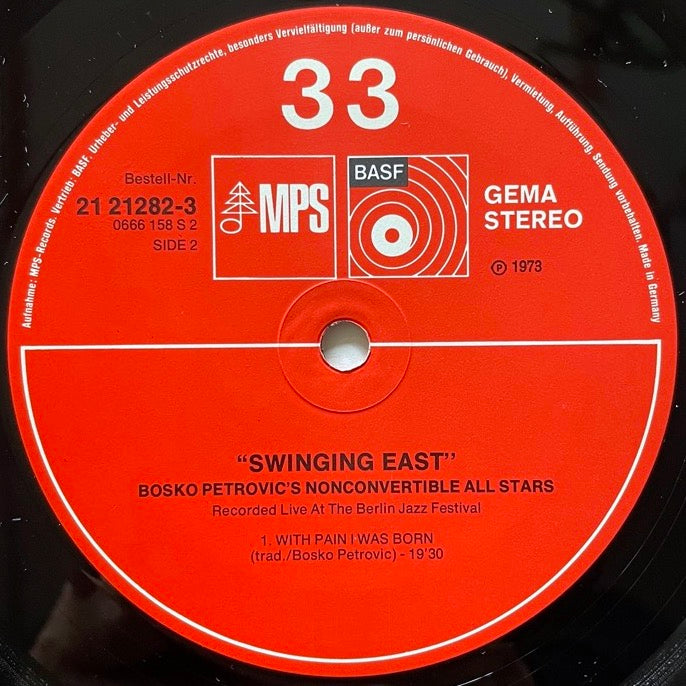 Aufnahme: MPS-Records. Vertrieb: BASF. Urheber- und Leistungsschutzrechte, besonders Vervielfältigung (außer zum persönlichen Gebrauch), Vermietung, Aufführung, Sendung vorbehalten. Made in Germany
33
Bestell-Nr.
21 21282-3
0666 158 S 2
SIDE 2
MPS
BASF
GEMA
STEREO
℗ 1973
“SWINGING EAST”
BOSKO PETROVIC'S NONCONVERTIBLE ALL STARS
Recorded Live At The Berlin Jazz Festival
1. WITH PAIN I WAS BORN
(trad./Bosko Petrovic) - 19'30